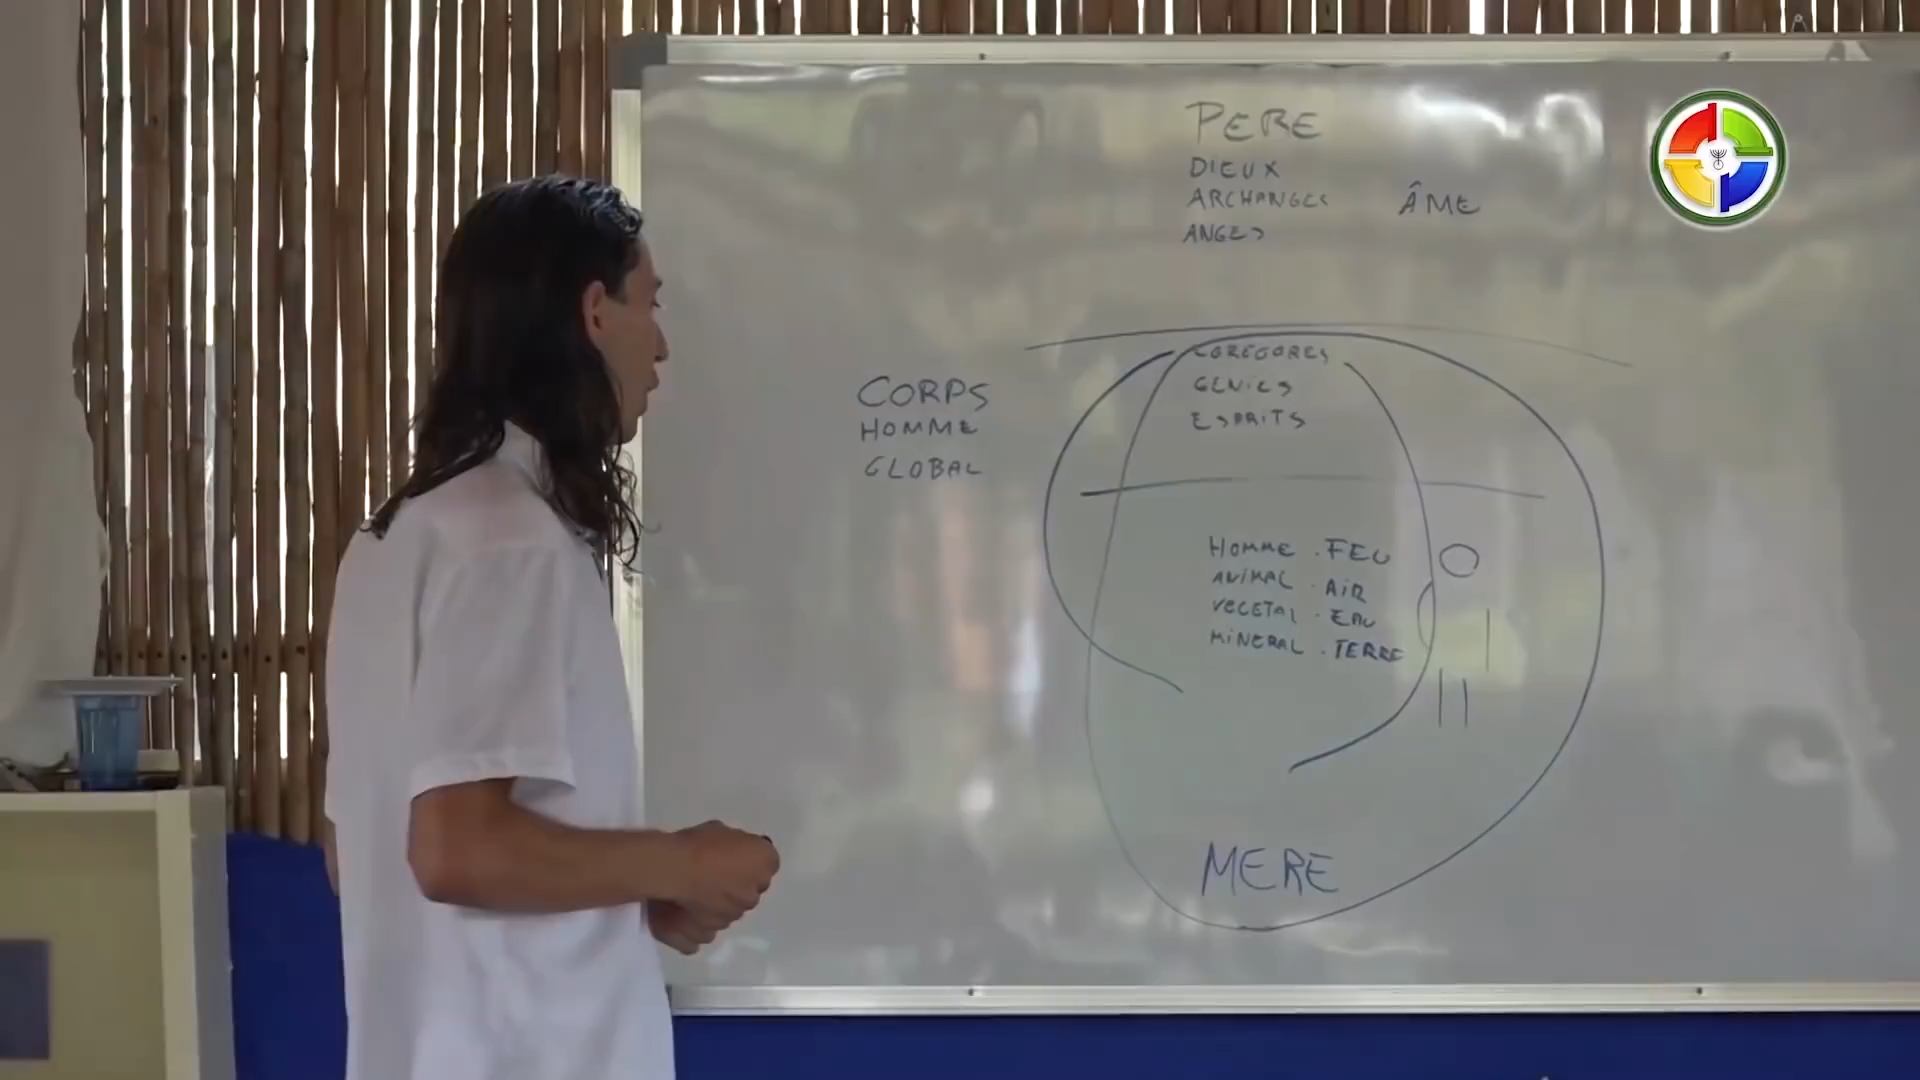 PERE
DIEUX
ARCHANGES ÂME
ANGES
EGREGORES
CORPS
GENIES
HOMME
ESPRITS
GLOBAL
HOMME . FEU
ANIMAL . AIR
VEGETAL . EAU
MINERAL . TERRE
MERE